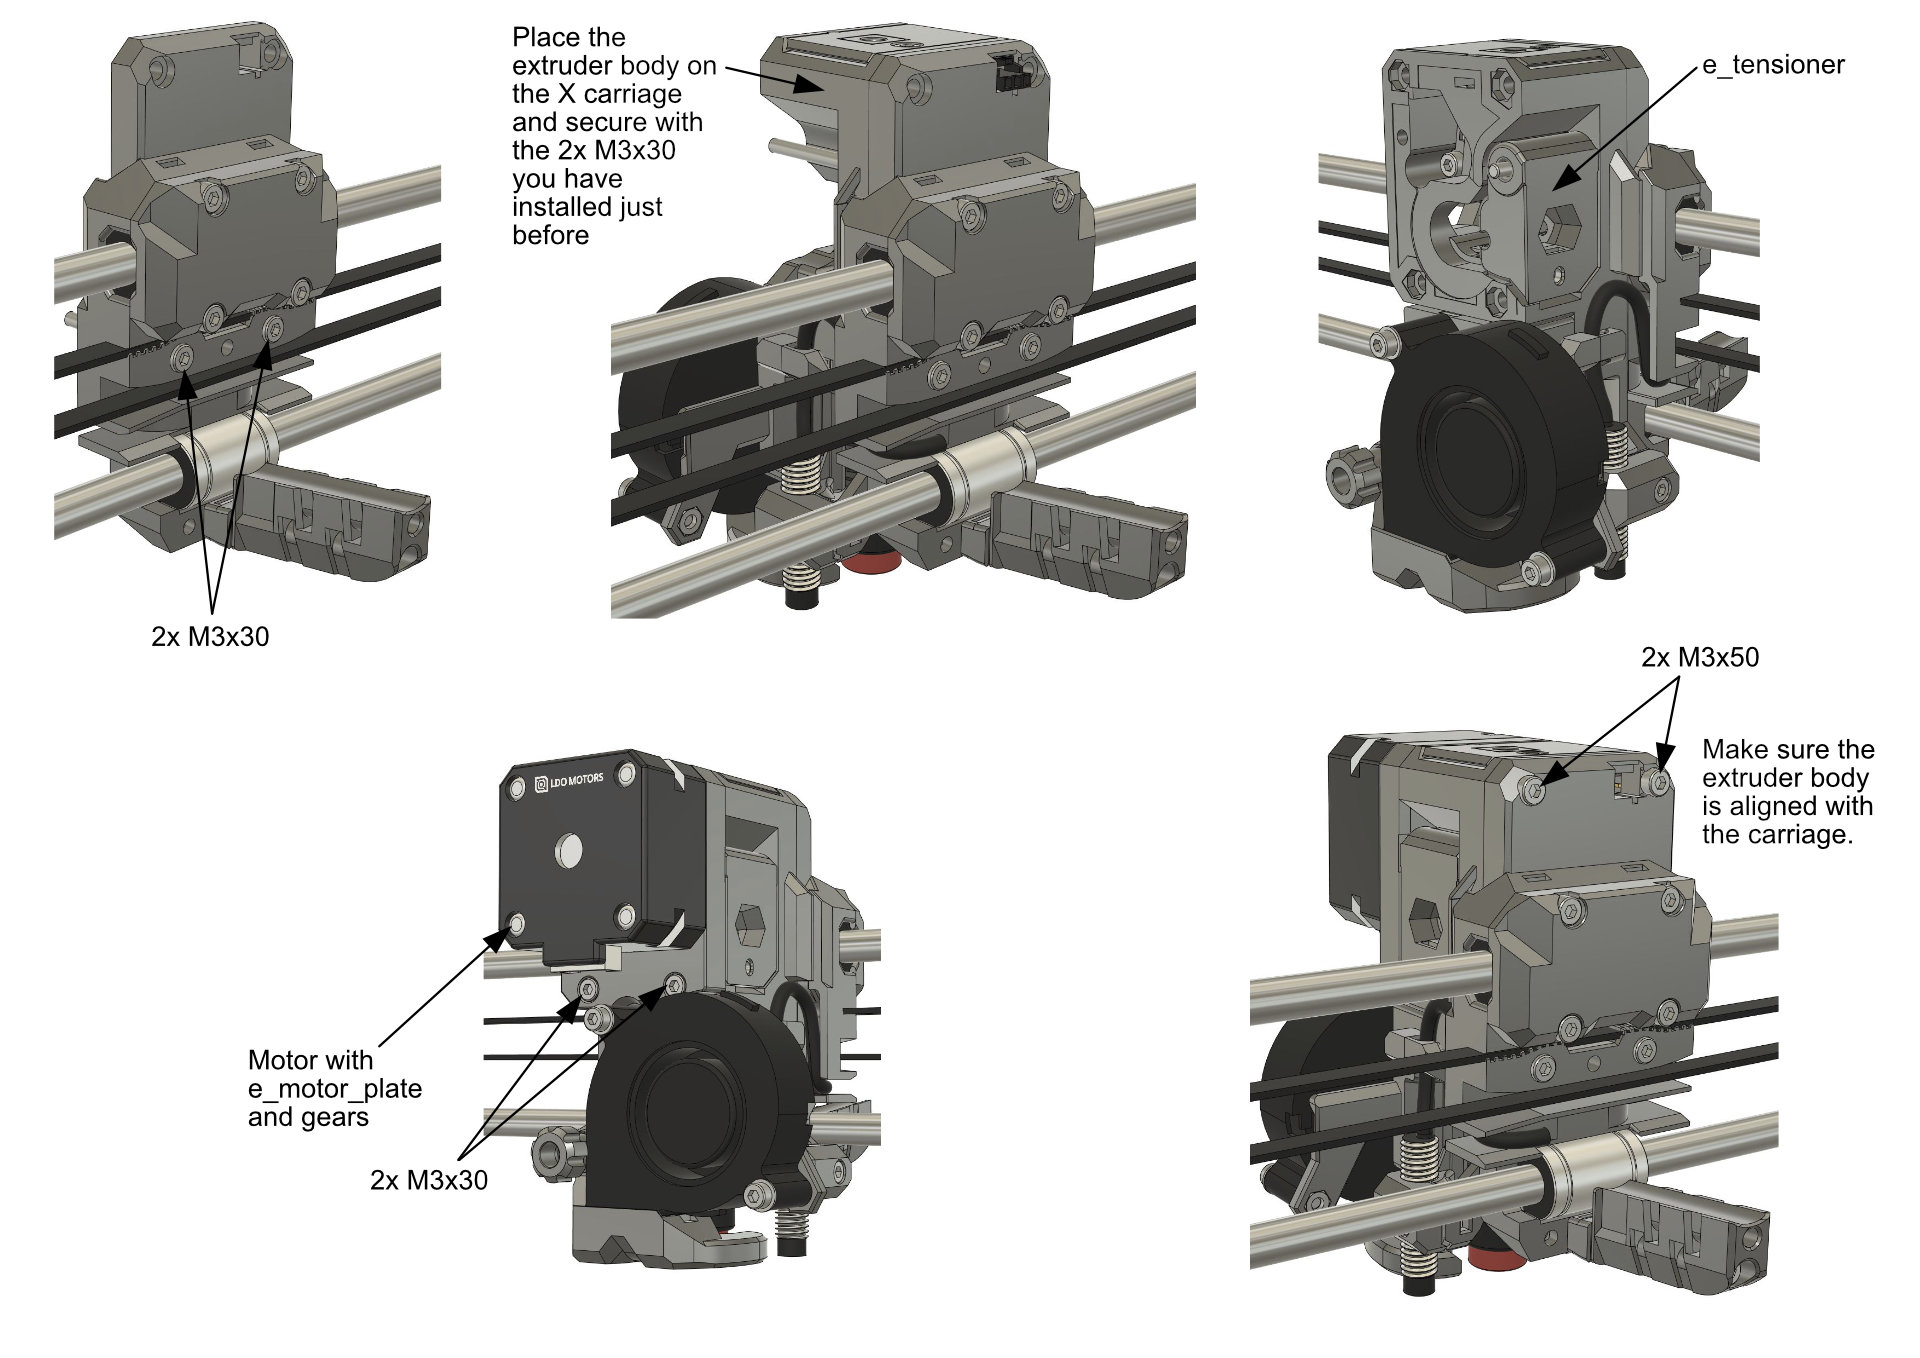 Place the
extruder body on
the X carriage
and secure with
the 2x M3x30
you have
installed just
before
e_tensioner
2x M3x30
2x M3x50
Make sure the
extruder body
is aligned with
the carriage.
LDO MOTORS
Motor with
e_motor_plate
and gears
2x M3x30